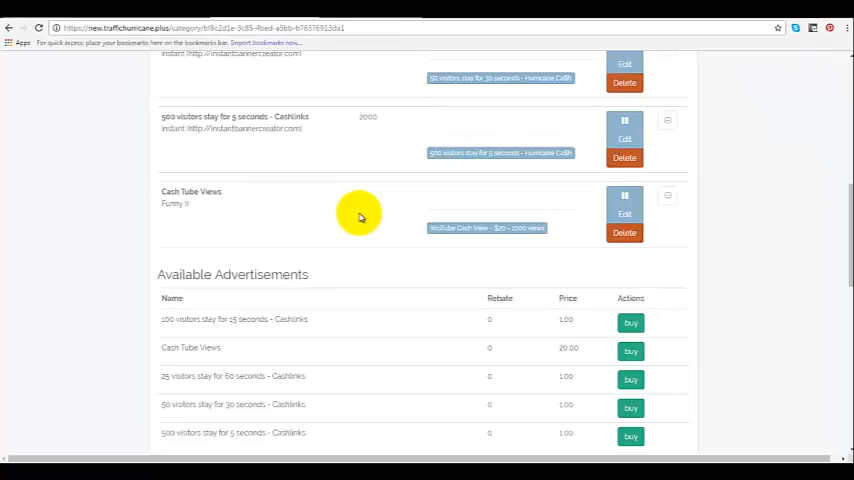 https://new.traffichurricane.plus/category/bf8c2d1e-3c85-4bed-a5bb-b76376913da1
Apps For quick access, place your bookmarks here on the bookmarks bar. Import bookmarks now...
instant (http://instantbannercreator.com)
Edit
50 visitors stay for 30 seconds - Hurricane Ca$h
Delete
500 visitors stay for 5 seconds - Cashlinks 2000
instant (http://instantbannercreator.com)
Edit
500 visitors stay for 5 seconds - Hurricane Ca$h
Delete
Cash Tube Views
Funny 0
Edit
YouTube Cash View - $20 - 1000 views
Delete
Available Advertisements
Name Rebate Price Actions
100 visitors stay for 15 seconds - Cashlinks 0 1.00 buy
Cash Tube Views 0 20.00 buy
25 visitors stay for 60 seconds - Cashlinks 0 1.00 buy
50 visitors stay for 30 seconds - Cashlinks 0 1.00 buy
500 visitors stay for 5 seconds - Cashlinks 0 1.00 buy